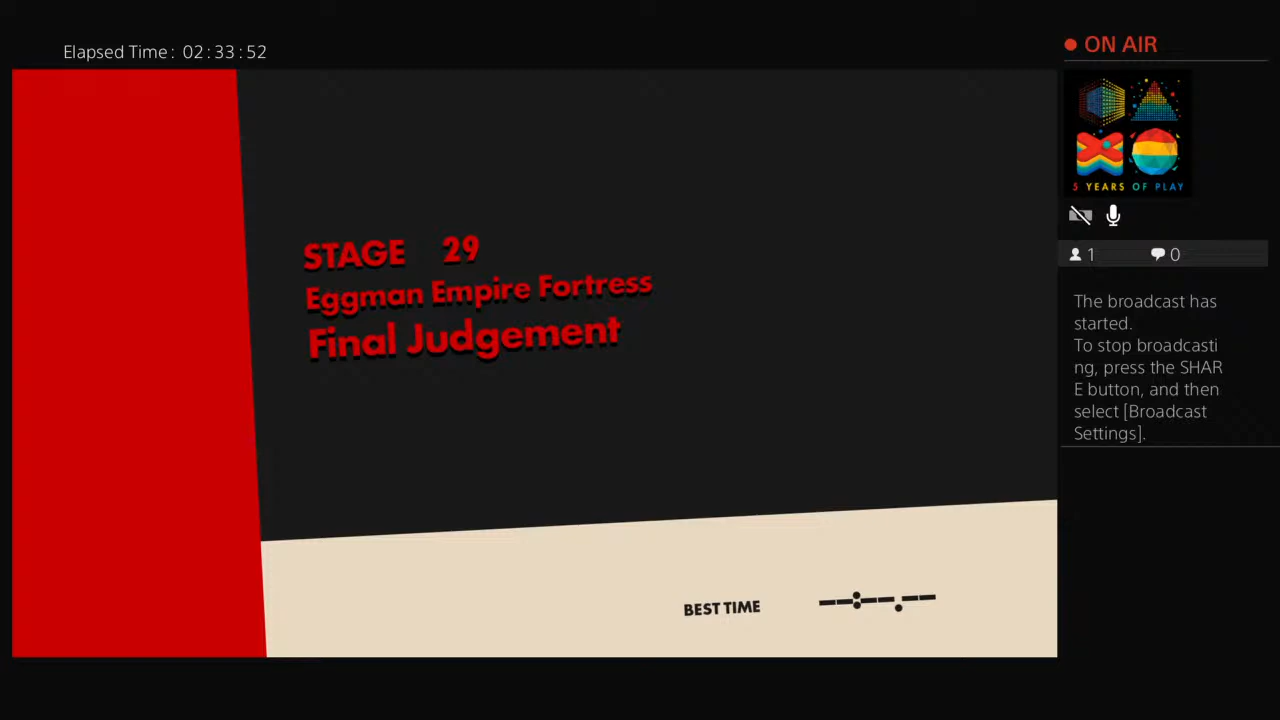 Elapsed Time: 02:33:52
ON AIR
5 YEARS OF PLAY
1 0
STAGE 29
Eggman Empire Fortress
Final Judgement
BEST TIME --:--.--
The broadcast has
started.
To stop broadcasti
ng, press the SHAR
E button, and then
select [Broadcast
Settings].